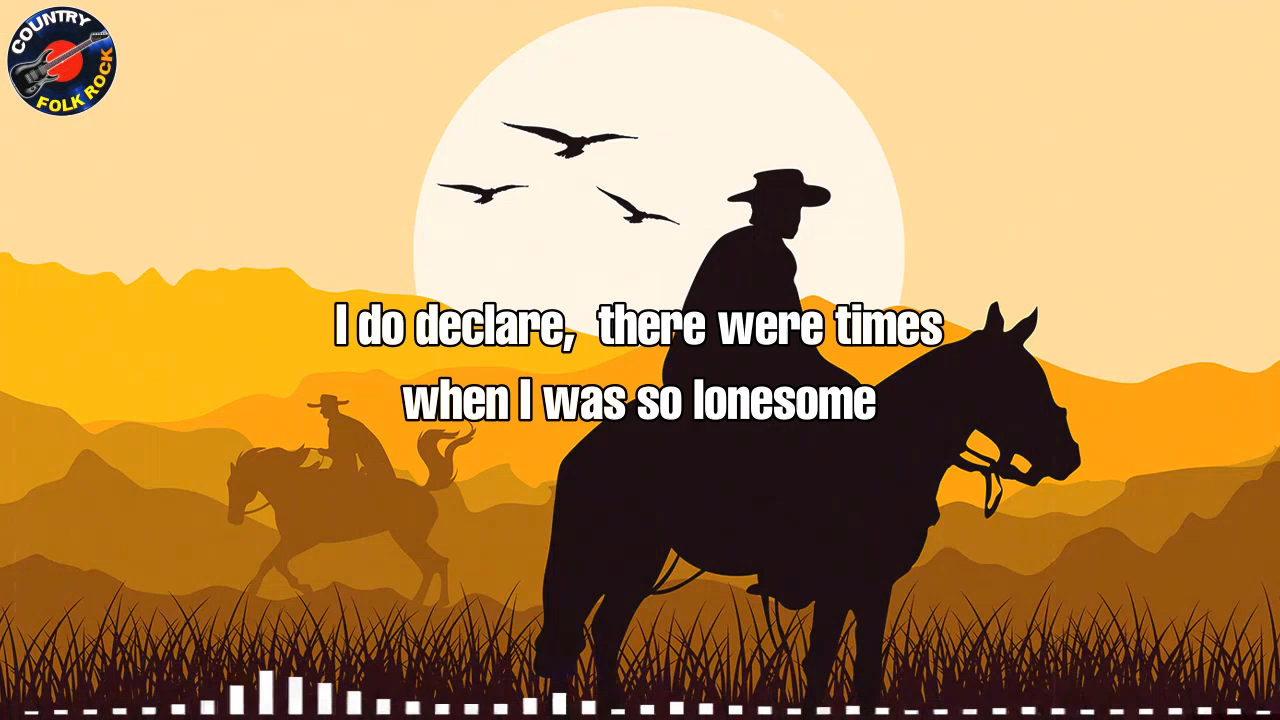 COUNTRY
FOLK ROCK
I do declare, there were times
when I was so lonesome